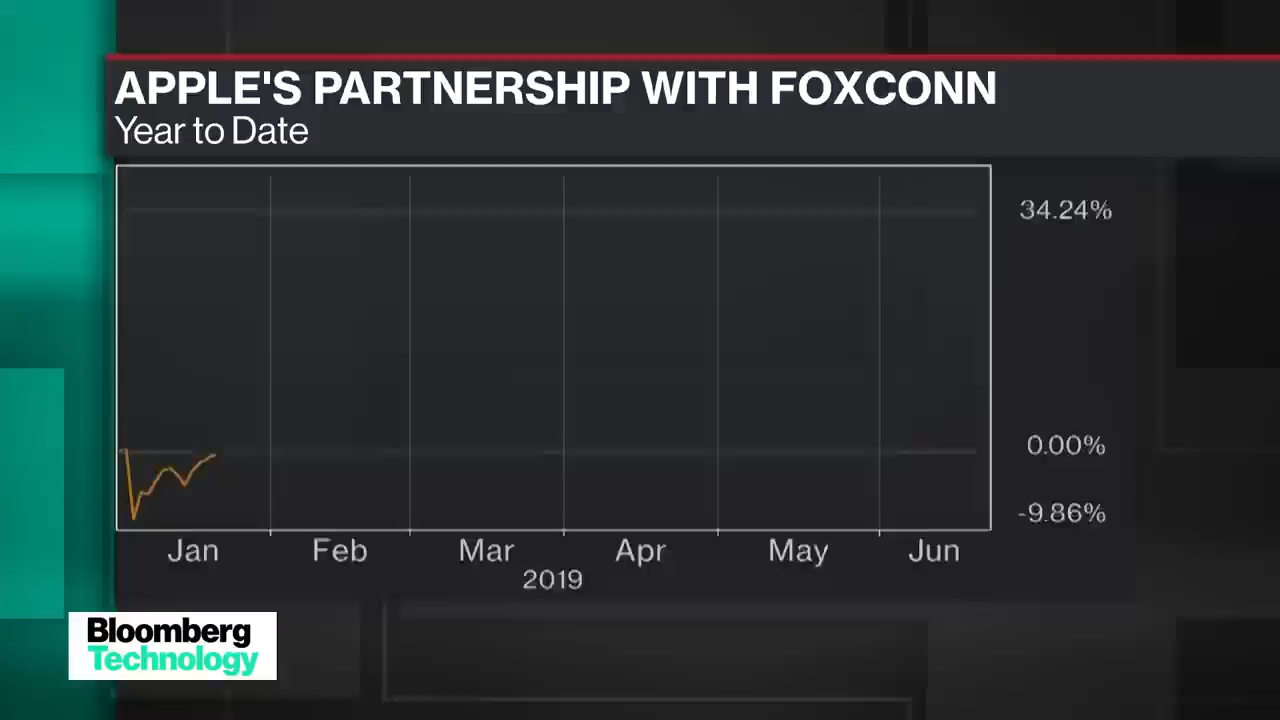 APPLE'S PARTNERSHIP WITH FOXCONN
Year to Date
34.24%
0.00%
-9.86%
Jan Feb Mar Apr May Jun
2019
Bloomberg
Technology